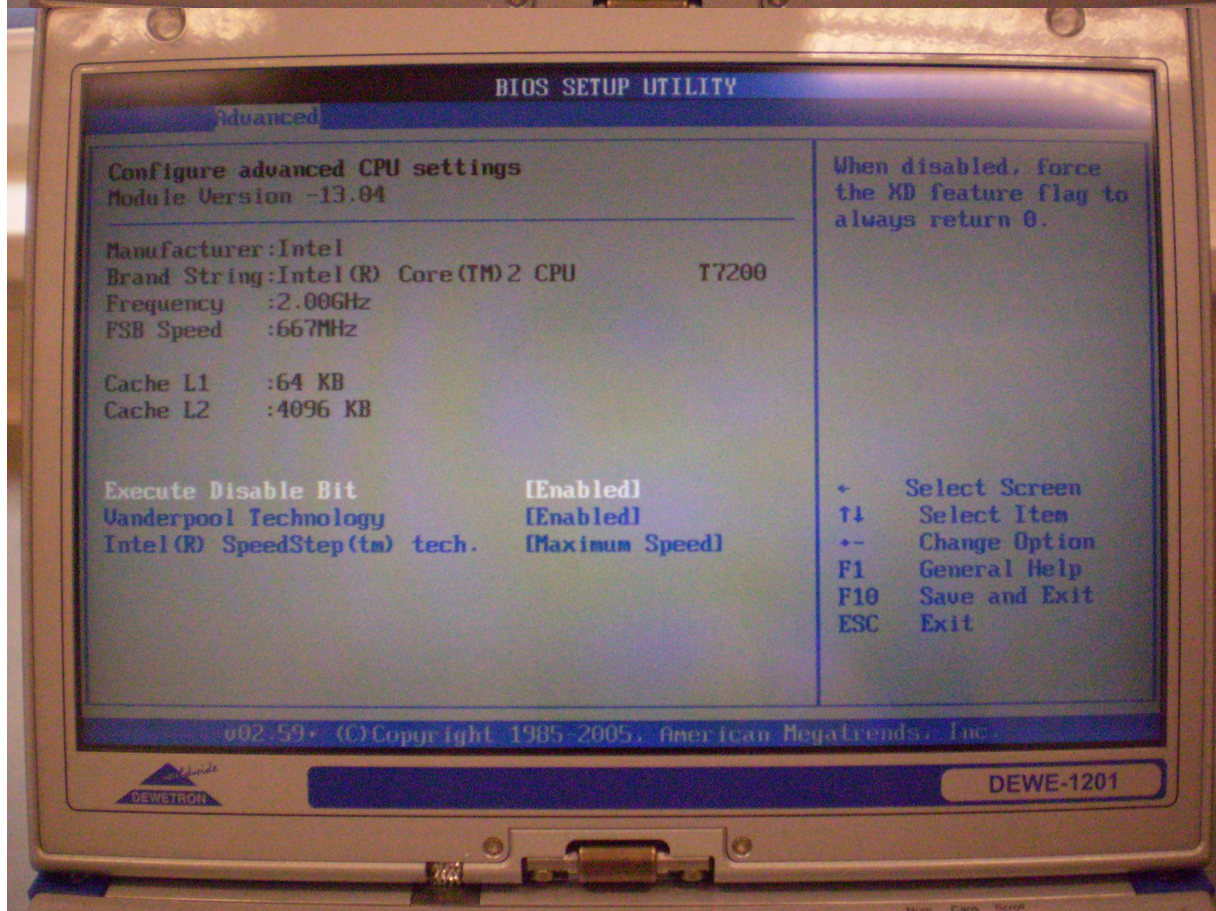 BIOS SETUP UTILITY
Advanced
Configure advanced CPU settings
Module Version -13.04
Manufacturer:Intel
Brand String:Intel(R) Core(TM)2 CPU T7200
Frequency :2.00GHz
FSB Speed :667MHz
Cache L1 :64 KB
Cache L2 :4096 KB
Execute Disable Bit [Enabled]
Vanderpool Technology [Enabled]
Intel(R) SpeedStep(tm) tech. [Maximum Speed]
When disabled, force
the XD feature flag to
always return 0.
← Select Screen
↑↓ Select Item
+- Change Option
F1 General Help
F10 Save and Exit
ESC Exit
v02.59+ (C)Copyright 1985-2005, American Megatrends, Inc.
worldwide
DEWETRON
DEWE-1201
Num Caps Scroll